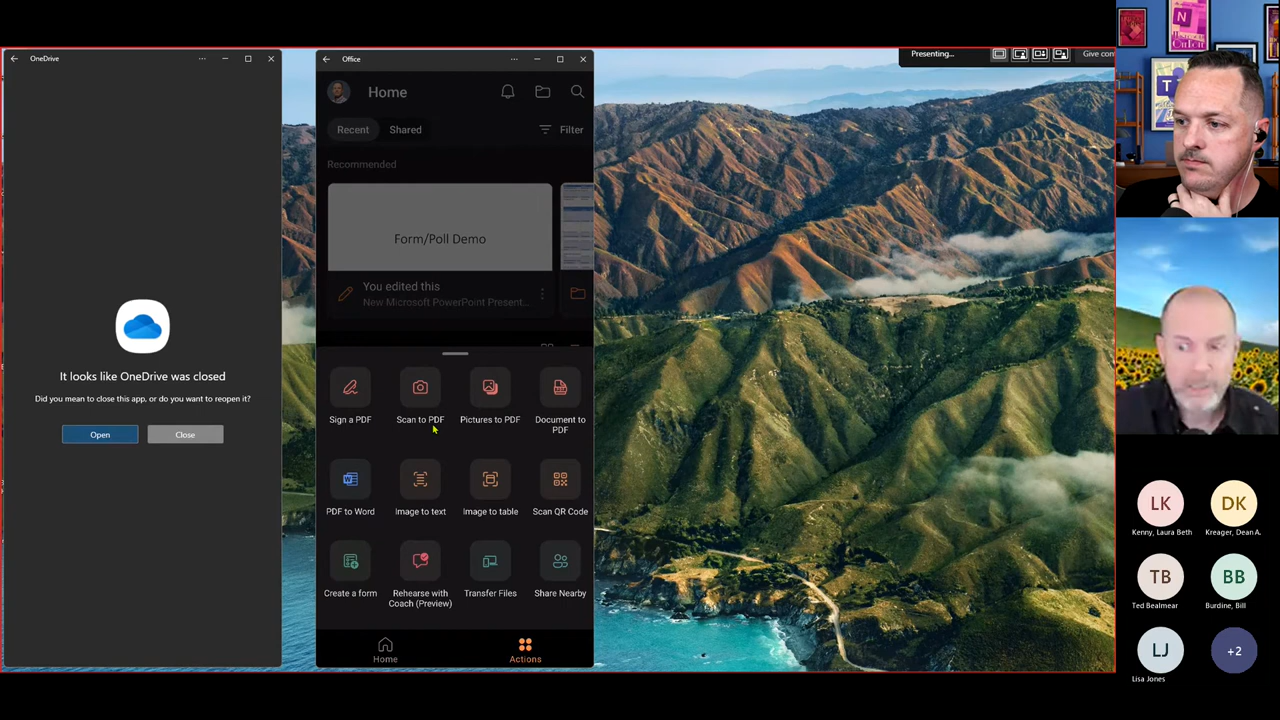 OneDrive
It looks like OneDrive was closed
Did you mean to close this app, or do you want to reopen it?
Open
Close
Office
Home
Recent
Shared
Filter
Recommended
Form/Poll Demo
You edited this
New Microsoft PowerPoint Present...
Sign a PDF
Scan to PDF
Pictures to PDF
Document to
PDF
PDF to Word
Image to text
Image to table
Scan QR Code
Create a form
Rehearse with
Coach (Preview)
Transfer Files
Share Nearby
Home
Actions
Presenting...
Give con
N
T
LK
Kenny, Laura Beth
DK
Kreager, Dean A.
TB
Ted Bealmear
BB
Burdine, Bill
LJ
Lisa Jones
+2